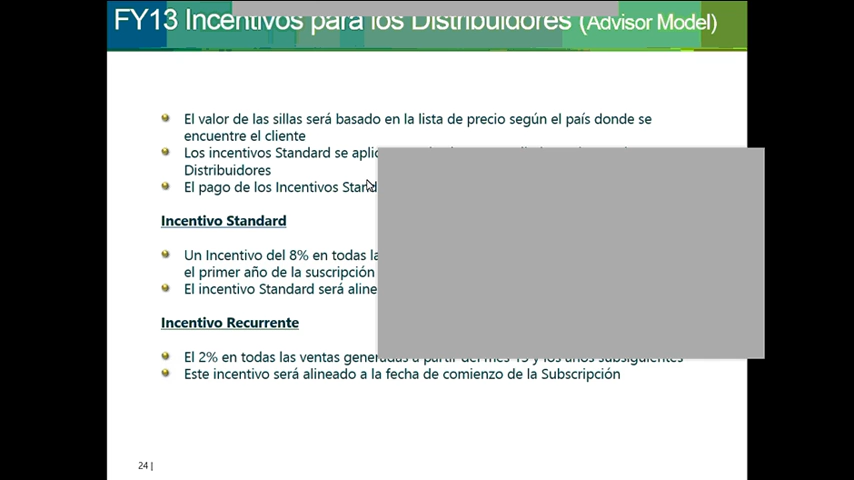 FY13 Incentivos para los Distribuidores (Advisor Model)
El valor de las sillas será basado en la lista de precio según el país donde se
encuentre el cliente
Los incentivos Standard se
Distribuidores
El pago de los Incentivos
Incentivo Standard
Un Incentivo del 8% en todas
el primer año de la suscripción
El incentivo Standard será
Incentivo Recurrente
El 2% en todas las ventas generadas a partir del mes 13 y los años subsiguientes
Este incentivo será alineado a la fecha de comienzo de la Subscripción
24 |